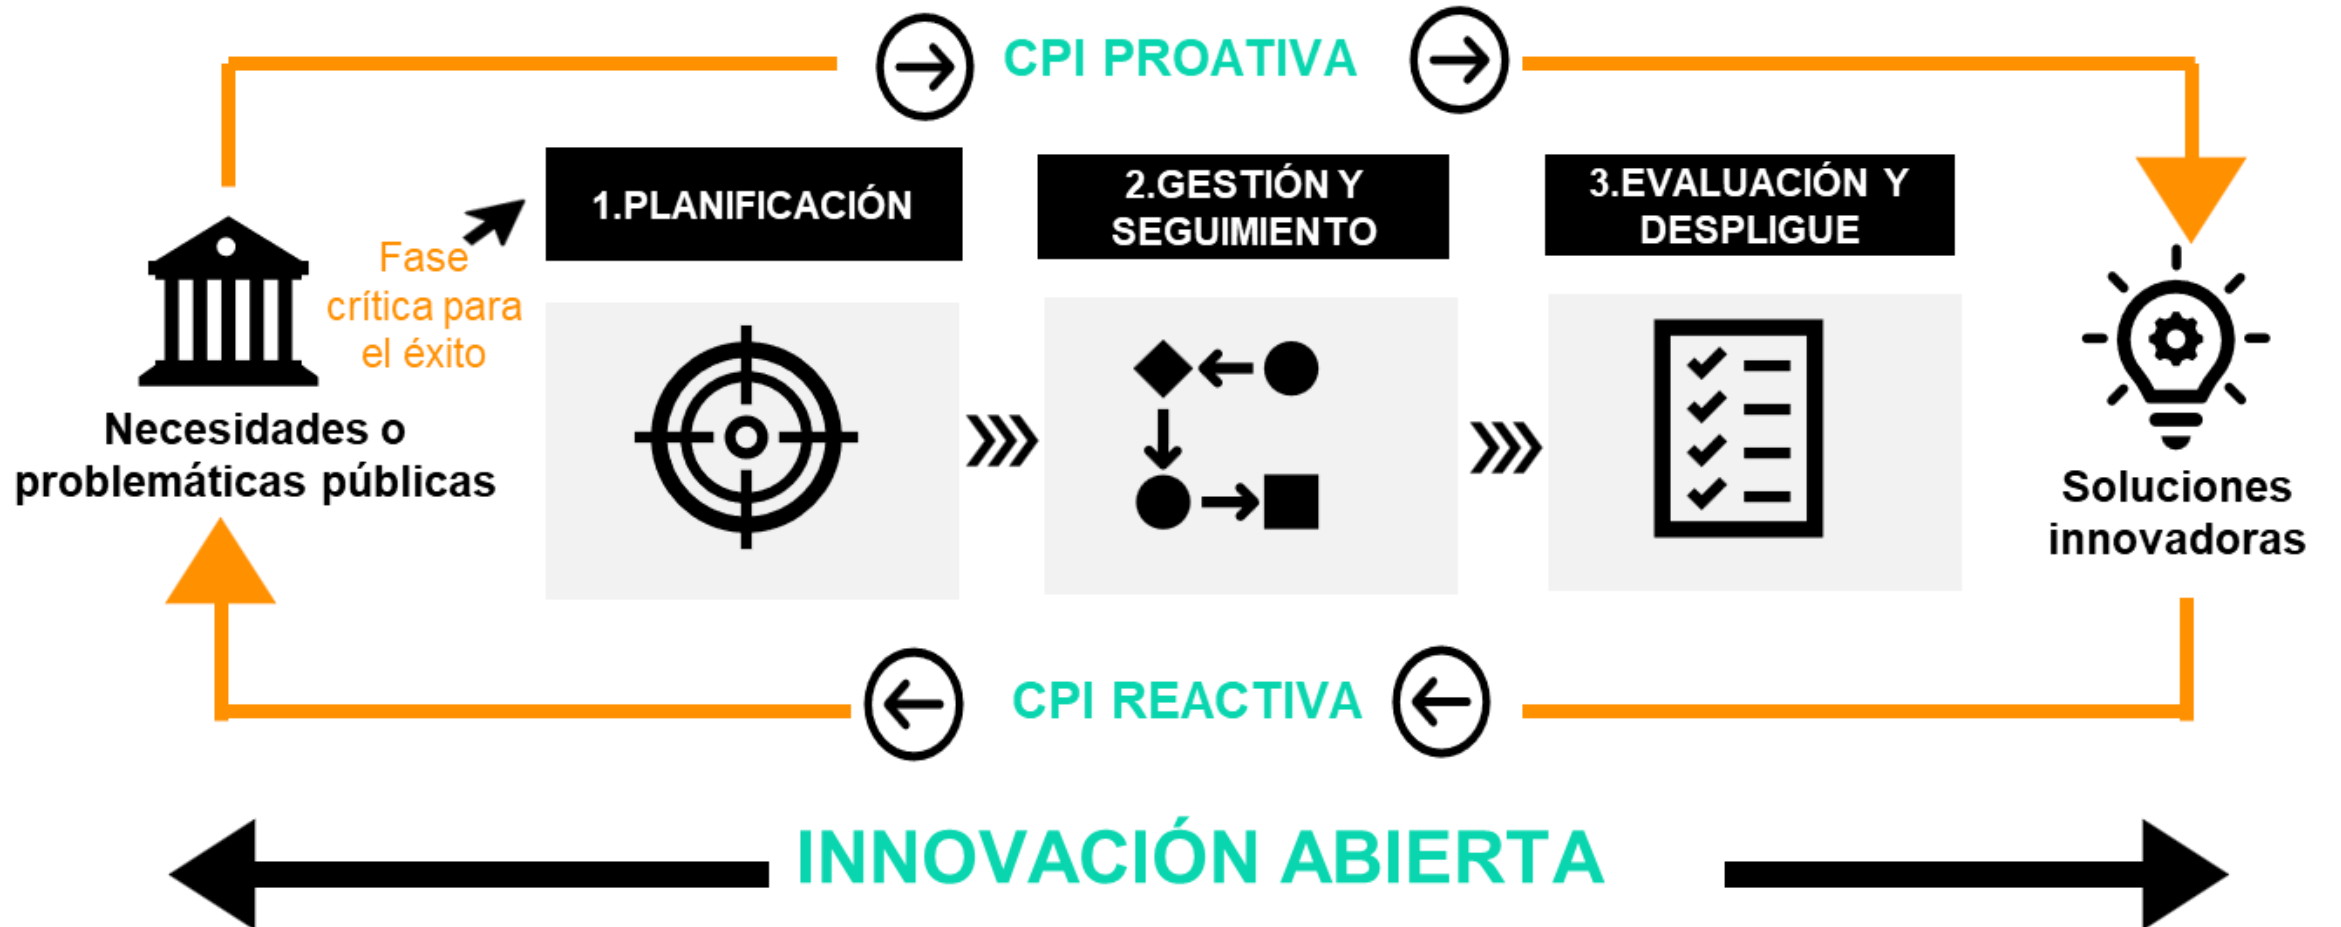 CPI PROATIVA
1.PLANIFICACIÓN
2.GESTIÓN Y
SEGUIMIENTO
3.EVALUACIÓN Y
DESPLIGUE
Fase
crítica para
el éxito
Necesidades o
problemáticas públicas
Soluciones
innovadoras
CPI REACTIVA
INNOVACIÓN ABIERTA